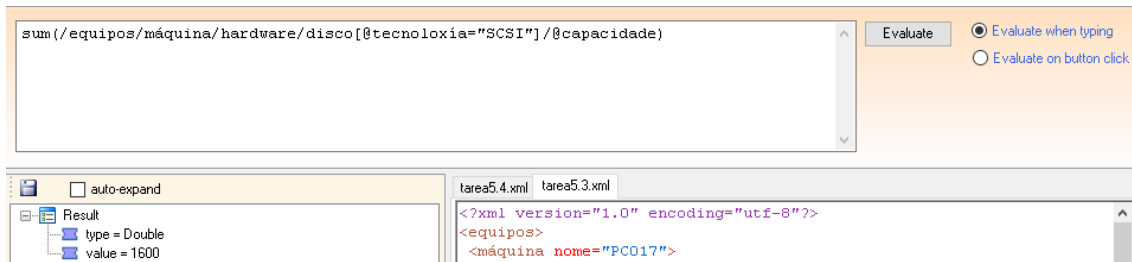 sum(/equipos/máquina/hardware/disco[@tecnoloxía="SCSI"]/@capacidade)
Evaluate
Evaluate when typing
Evaluate on button click
auto-expand
Result
type = Double
value = 1600
tarea5.4.xml tarea5.3.xml
<?xml version="1.0" encoding="utf-8"?>
<equipos>
<máquina nome="PC017">